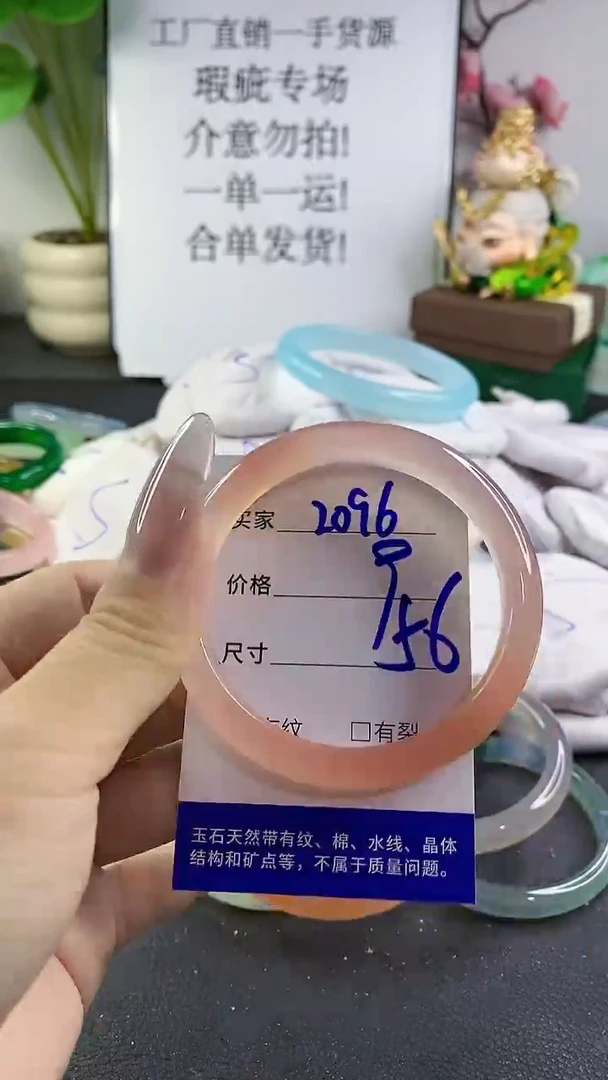 工厂直销一手货源
瑕疵专场
介意勿拍!
一单一运!
合单发货!
S
S
买家 2096
价格
尺寸 56
有纹 □有裂
玉石天然带有纹、棉、水线、晶体
结构和矿点等，不属于质量问题。